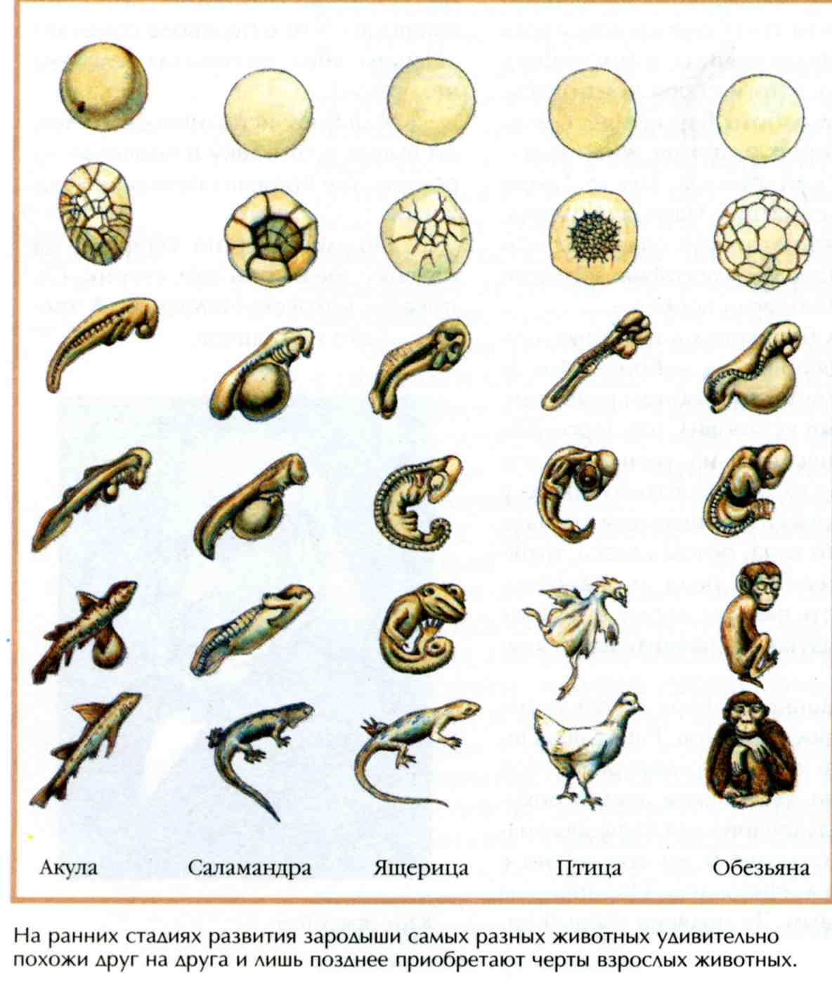 Акула
Саламандра
Ящерица
Птица
Обезьяна
На ранних стадиях развития зародыши самых разных животных удивительно
похожи друг на друга и лишь позднее приобретают черты взрослых животных.